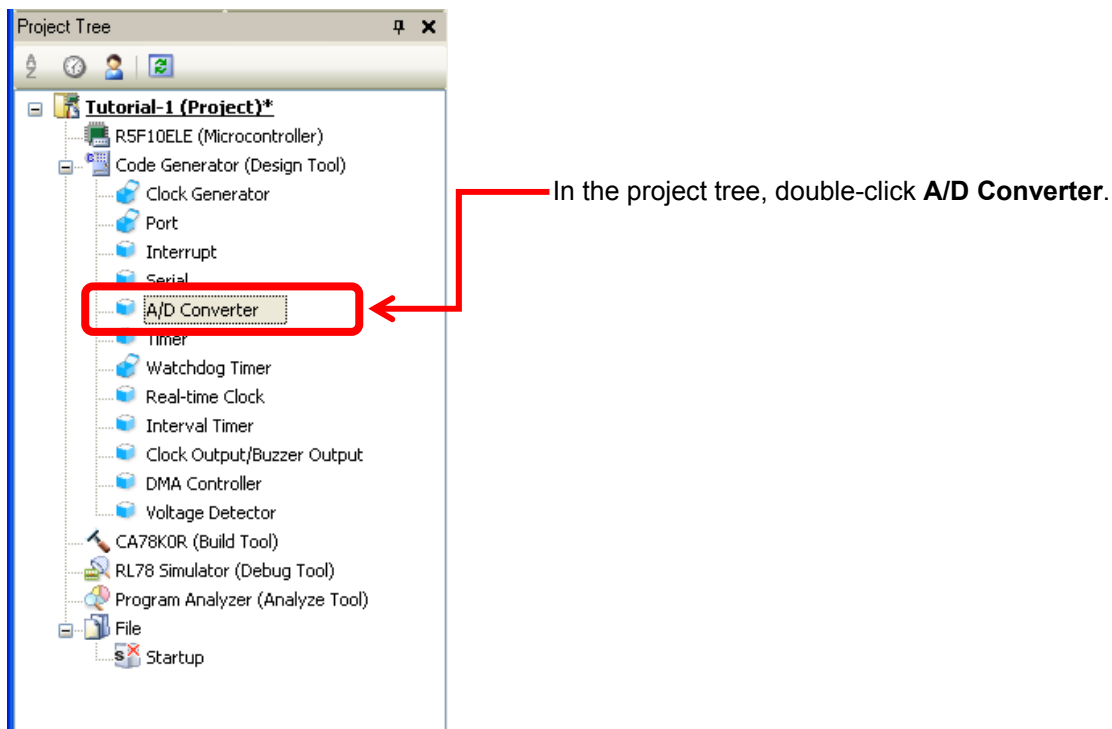 Project Tree
Tutorial-1 (Project)*
R5F10ELE (Microcontroller)
Code Generator (Design Tool)
Clock Generator
Port
Interrupt
Serial
A/D Converter
Timer
Watchdog Timer
Real-time Clock
Interval Timer
Clock Output/Buzzer Output
DMA Controller
Voltage Detector
CA78K0R (Build Tool)
RL78 Simulator (Debug Tool)
Program Analyzer (Analyze Tool)
File
Startup
In the project tree, double-click A/D Converter.